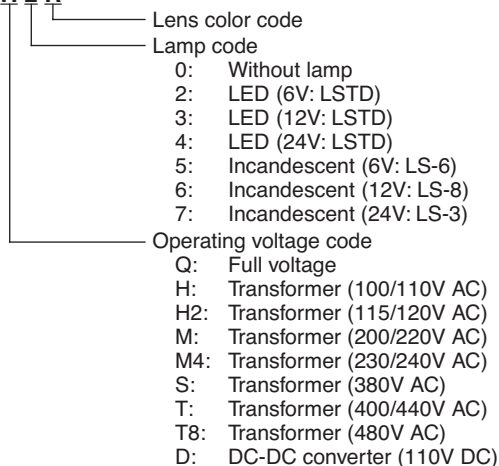 Lens color code
Lamp code
0: Without lamp
2: LED (6V: LSTD)
3: LED (12V: LSTD)
4: LED (24V: LSTD)
5: Incandescent (6V: LS-6)
6: Incandescent (12V: LS-8)
7: Incandescent (24V: LS-3)
Operating voltage code
Q: Full voltage
H: Transformer (100/110V AC)
H2: Transformer (115/120V AC)
M: Transformer (200/220V AC)
M4: Transformer (230/240V AC)
S: Transformer (380V AC)
T: Transformer (400/440V AC)
T8: Transformer (480V AC)
D: DC-DC converter (110V DC)